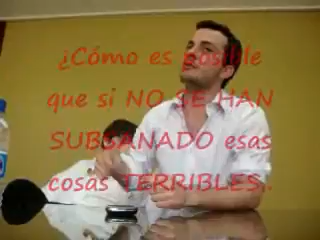 ¿Cómo es posible
que si NO SE HAN
SUBSANADO esas
cosas TERRIBLES..